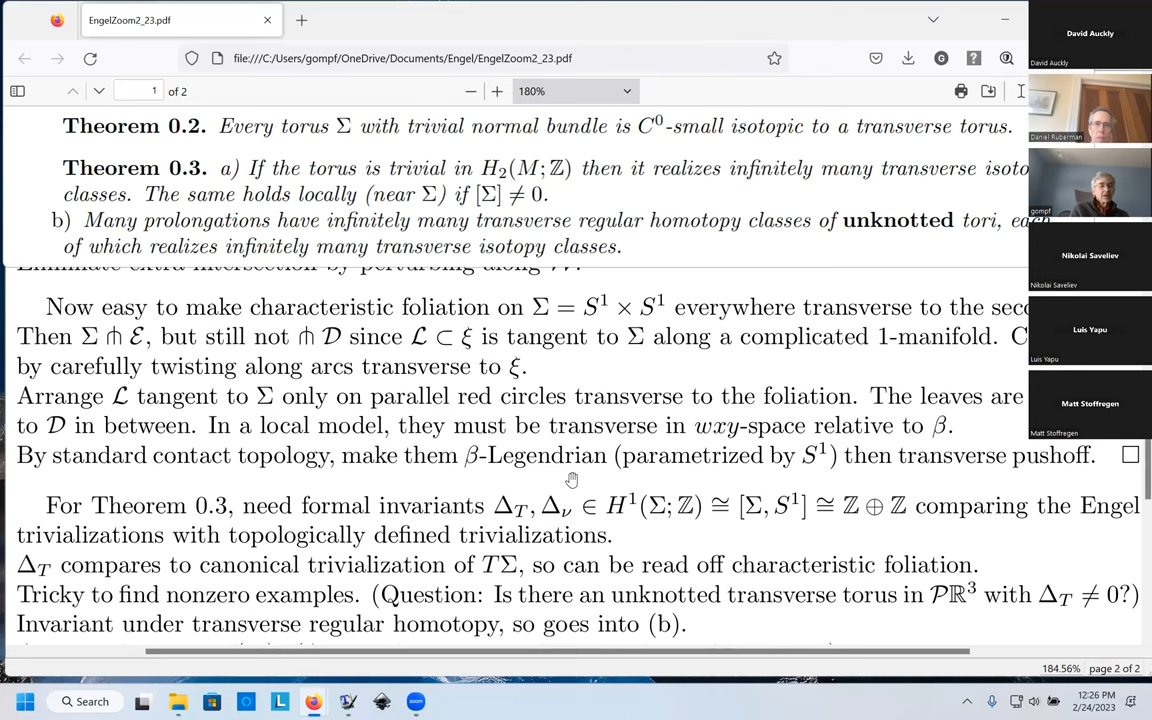 EngelZoom2_23.pdf
file:///C:/Users/gompf/OneDrive/Documents/Engel/EngelZoom2_23.pdf
1 of 2
180%
Theorem 0.2. Every torus Σ with trivial normal bundle is C⁰-small isotopic to a transverse torus.
Theorem 0.3. a) If the torus is trivial in H₂(M;ℤ) then it realizes infinitely many transverse isoto
classes. The same holds locally (near Σ) if [Σ] ≠ 0.
b) Many prolongations have infinitely many transverse regular homotopy classes of unknotted tori, each
of which realizes infinitely many transverse isotopy classes.
Eliminate extra intersection by perturbing along 𝒲.
Now easy to make characteristic foliation on Σ = S¹ × S¹ everywhere transverse to the seco
Then Σ ⋔ ℰ, but still not ⋔ 𝒟 since ℒ ⊂ ξ is tangent to Σ along a complicated 1-manifold. C
by carefully twisting along arcs transverse to ξ.
Arrange ℒ tangent to Σ only on parallel red circles transverse to the foliation. The leaves are
to 𝒟 in between. In a local model, they must be transverse in wxy-space relative to β.
By standard contact topology, make them β-Legendrian (parametrized by S¹) then transverse pushoff. □
For Theorem 0.3, need formal invariants Δ_T, Δ_ν ∈ H¹(Σ;ℤ) ≅ [Σ, S¹] ≅ ℤ ⊕ ℤ comparing the Engel
trivializations with topologically defined trivializations.
Δ_T compares to canonical trivialization of TΣ, so can be read off characteristic foliation.
Tricky to find nonzero examples. (Question: Is there an unknotted transverse torus in 𝒫ℝ³ with Δ_T ≠ 0?)
Invariant under transverse regular homotopy, so goes into (b).
184.56% page 2 of 2
David Auckly
David Auckly
Daniel Ruberman
gompf
Nikolai Saveliev
Nikolai Saveliev
Luis Yapu
Luis Yapu
Matt Stoffregen
Matt Stoffregen
Search
zoom
12:26 PM
2/24/2023